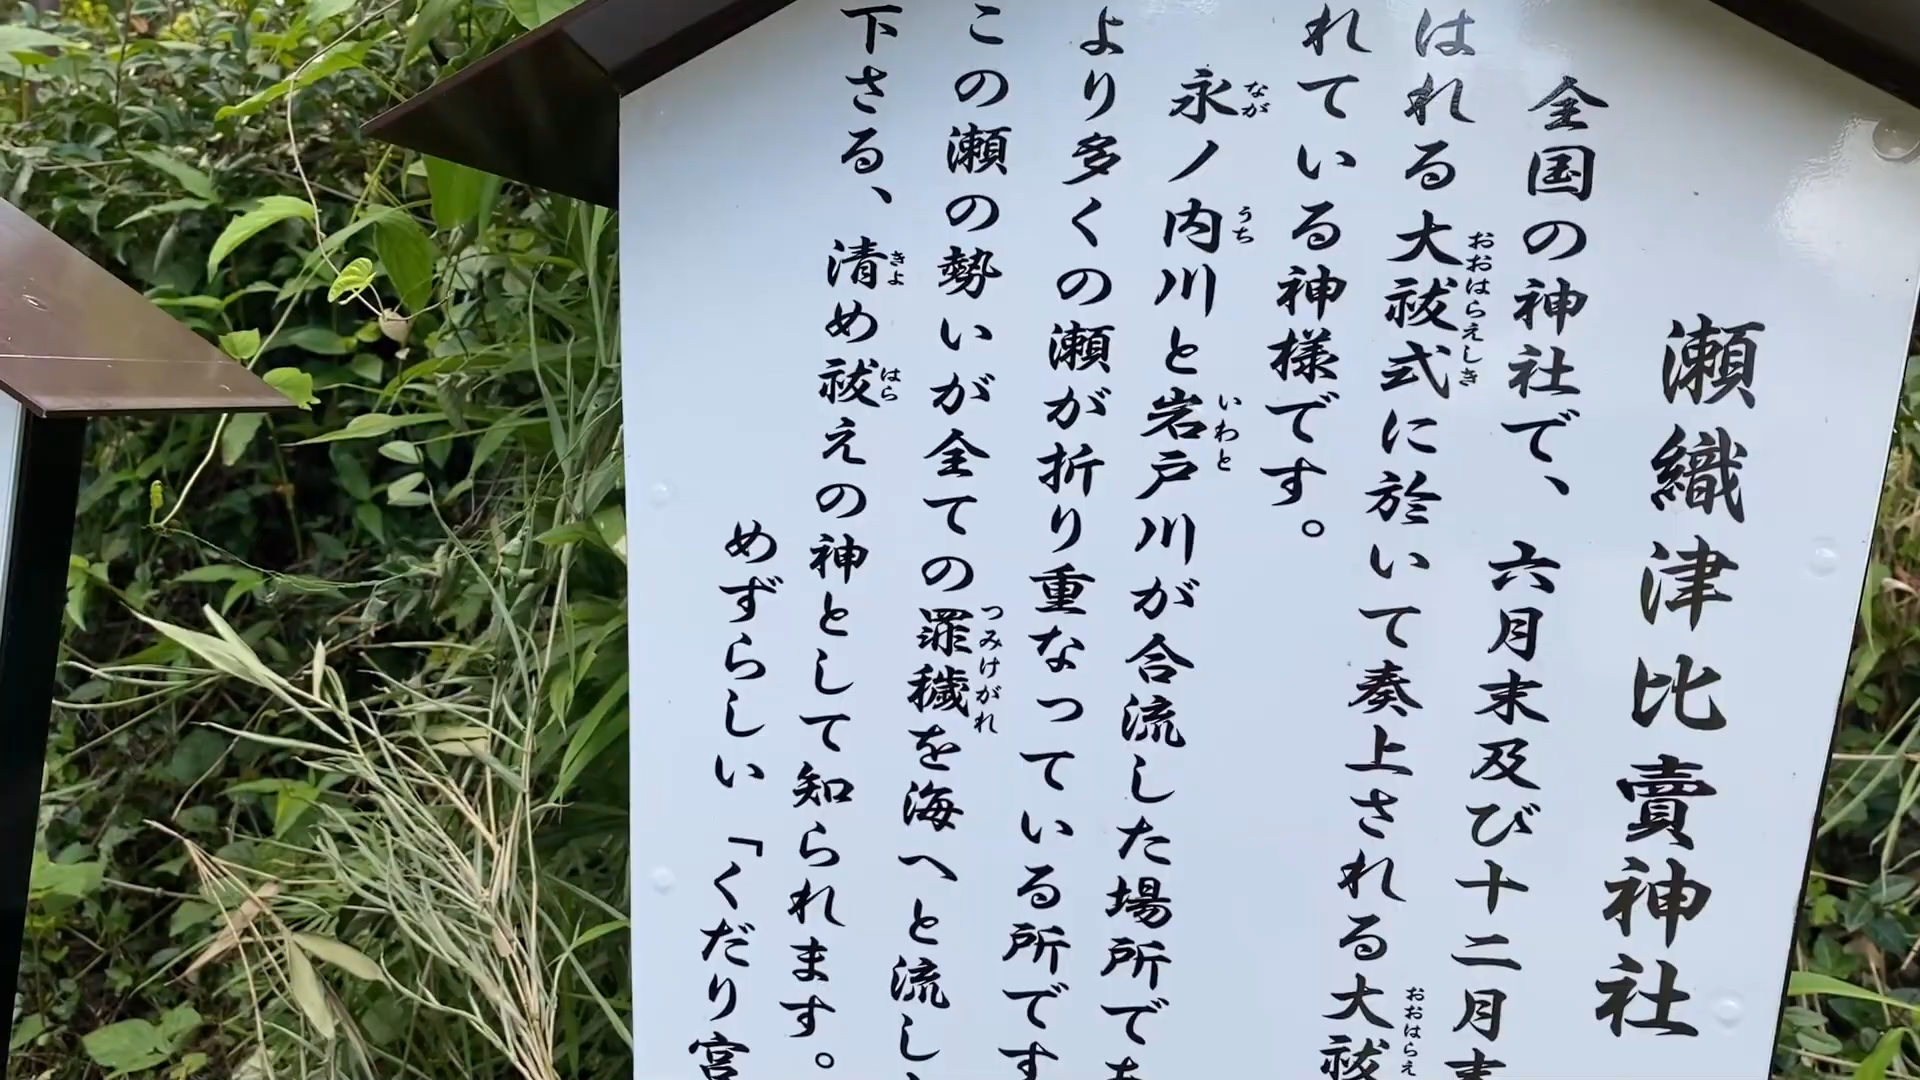 瀬織津比賣神社
全国の神社で、六月末及び十二月末
はれる大祓式に於いて奏上される大祓
れている神様です。
永ノ内川と岩戸川が合流した場所で
より多くの瀬が折り重なっている所です
この瀬の勢いが全ての罪穢を海へと流し
下さる、清め祓えの神として知られます。
めずらしい「くだり宮